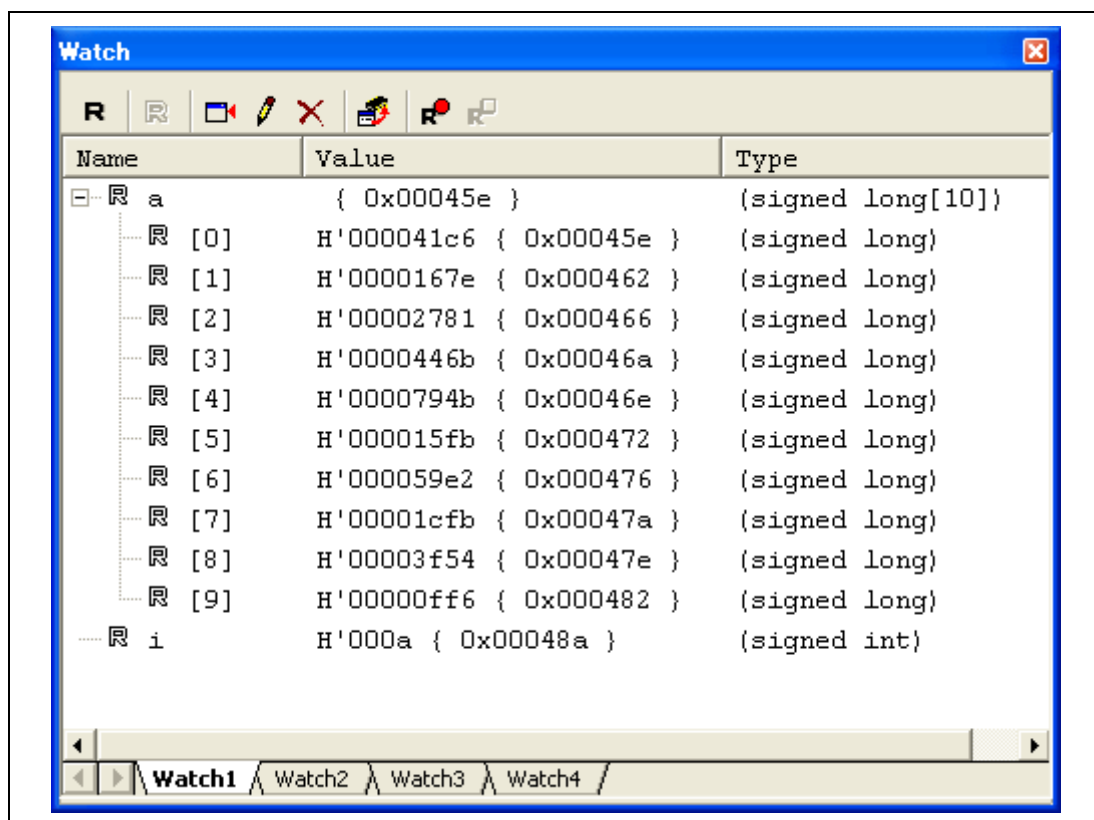 Watch
Name Value Type
a { 0x00045e } (signed long[10])
[0] H'000041c6 { 0x00045e } (signed long)
[1] H'0000167e { 0x000462 } (signed long)
[2] H'00002781 { 0x000466 } (signed long)
[3] H'0000446b { 0x00046a } (signed long)
[4] H'0000794b { 0x00046e } (signed long)
[5] H'000015fb { 0x000472 } (signed long)
[6] H'000059e2 { 0x000476 } (signed long)
[7] H'00001cfb { 0x00047a } (signed long)
[8] H'00003f54 { 0x00047e } (signed long)
[9] H'00000ff6 { 0x000482 } (signed long)
i H'000a { 0x00048a } (signed int)
Watch1 Watch2 Watch3 Watch4